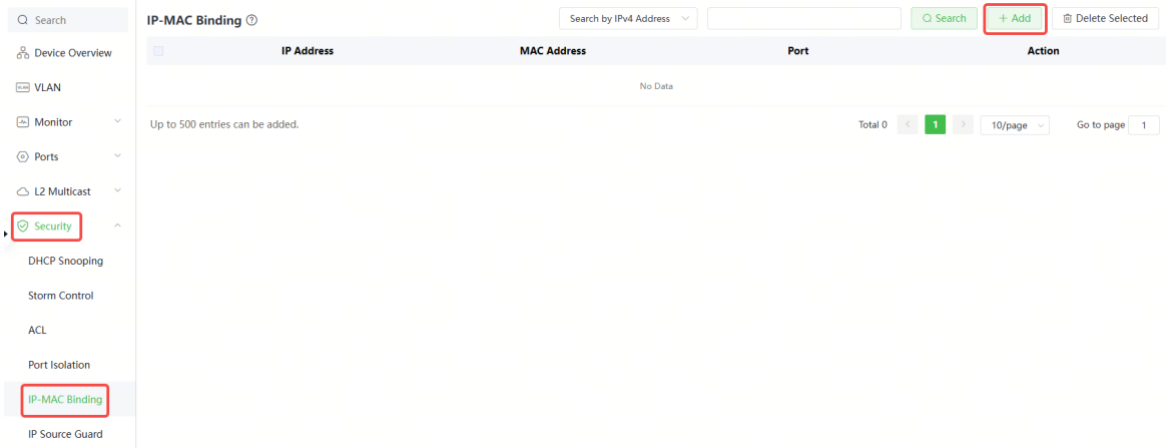 Search
Device Overview
VLAN
VLAN
Monitor
Ports
L2 Multicast
Security
DHCP Snooping
Storm Control
ACL
Port Isolation
IP-MAC Binding
IP Source Guard
IP-MAC Binding ?
Search by IPv4 Address
Search
+ Add
Delete Selected
IP Address MAC Address Port Action
No Data
Up to 500 entries can be added.
Total 0 < 1 > 10/page Go to page 1